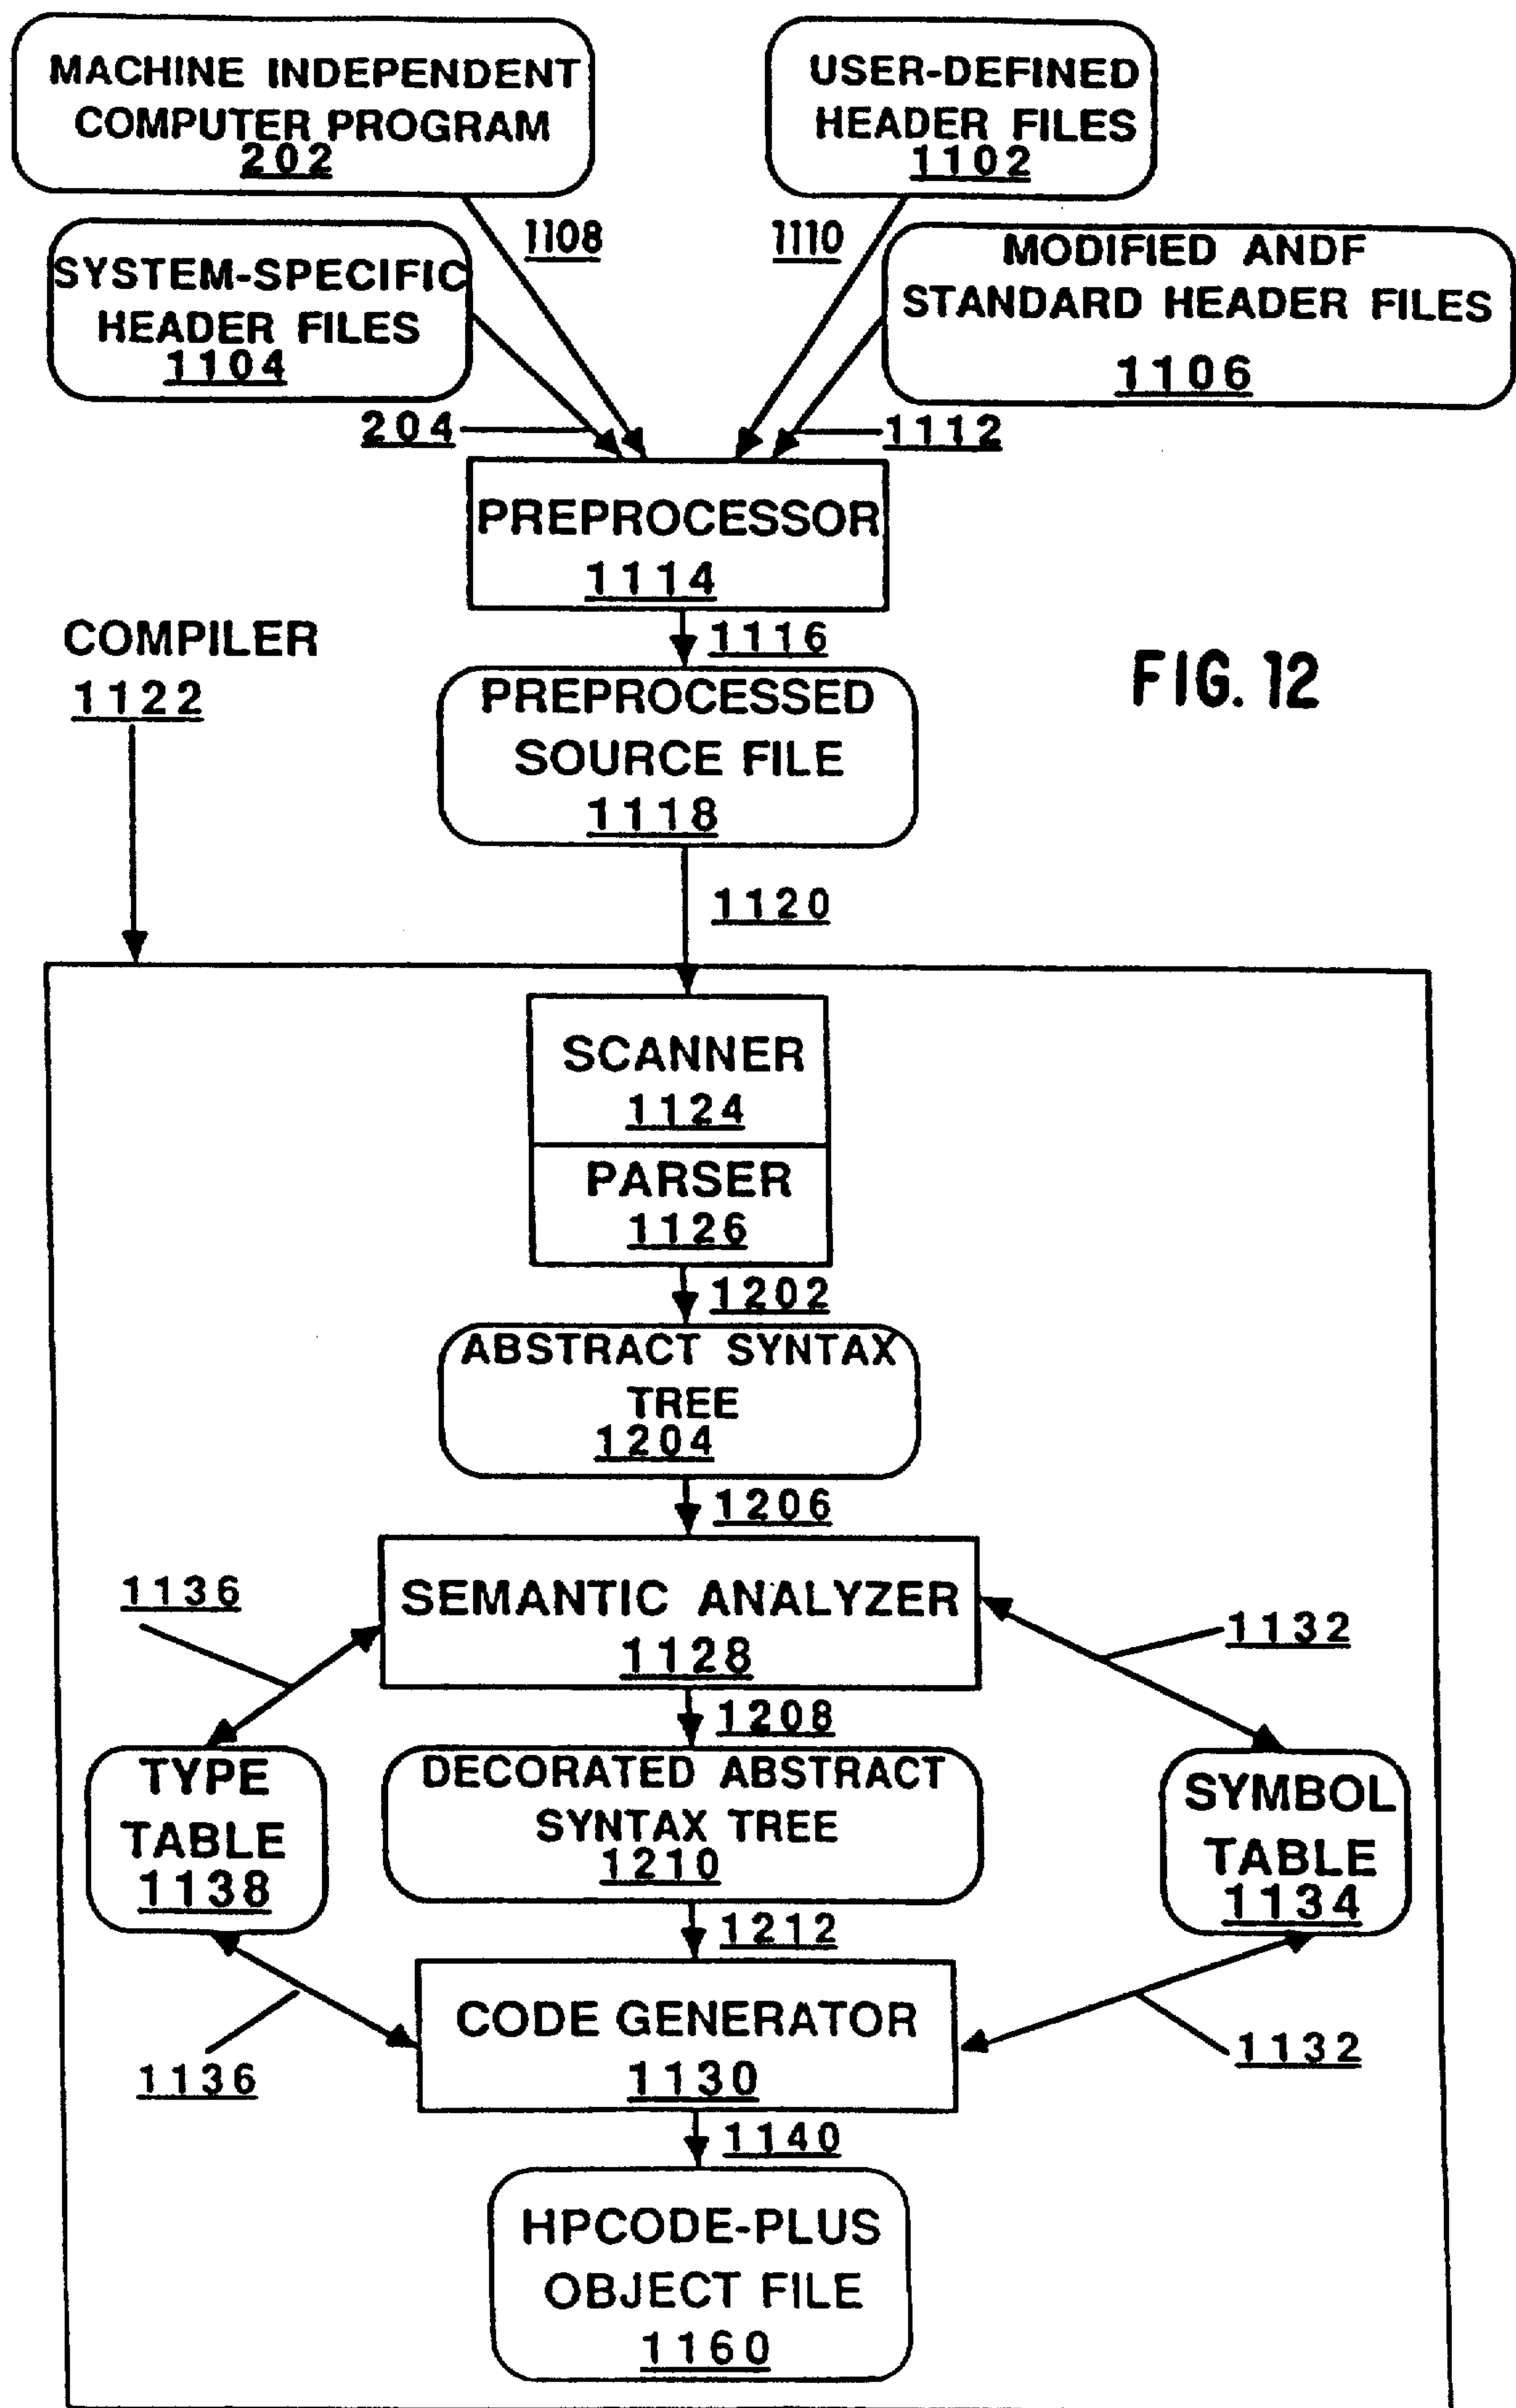 MACHINE INDEPENDENT
COMPUTER PROGRAM
202
USER-DEFINED
HEADER FILES
1102
1108
1110
SYSTEM-SPECIFIC
HEADER FILES
1104
MODIFIED ANDF
STANDARD HEADER FILES
1106
204
1112
PREPROCESSOR
1114
1116
COMPILER
1122
FIG. 12
PREPROCESSED
SOURCE FILE
1118
1120
SCANNER
1124
PARSER
1126
1202
ABSTRACT SYNTAX
TREE
1204
1206
1136
SEMANTIC ANALYZER
1128
1132
1208
TYPE
TABLE
1138
DECORATED ABSTRACT
SYNTAX TREE
1210
SYMBOL
TABLE
1134
1212
CODE GENERATOR
1130
1136
1132
1140
HPCODE-PLUS
OBJECT FILE
1160